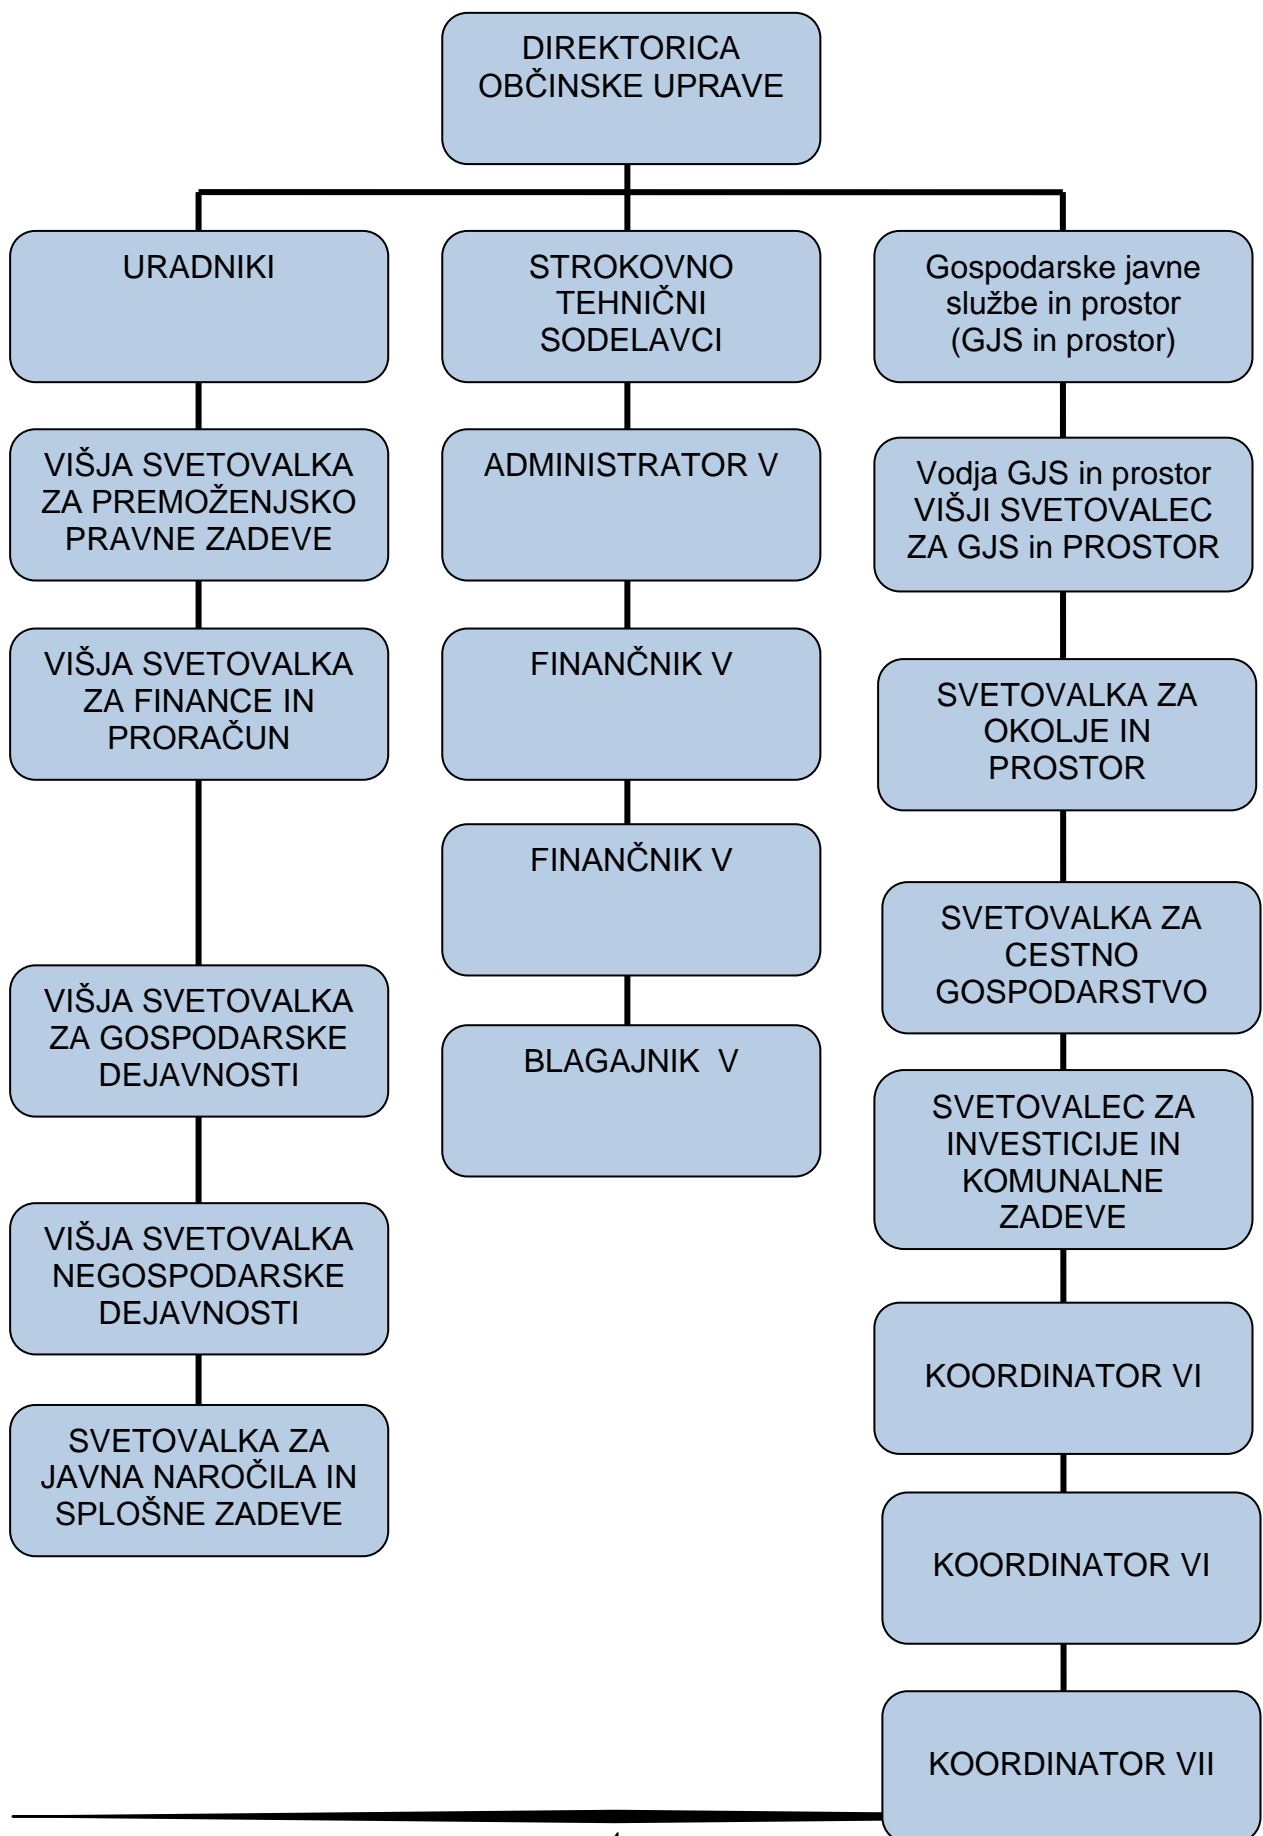 DIREKTORICA
OBČINSKE UPRAVE
URADNIKI
VIŠJA SVETOVALKA
ZA PREMOŽENJSKO
PRAVNE ZADEVE
VIŠJA SVETOVALKA
ZA FINANCE IN
PRORAČUN
VIŠJA SVETOVALKA
ZA GOSPODARSKE
DEJAVNOSTI
VIŠJA SVETOVALKA
NEGOSPODARSKE
DEJAVNOSTI
SVETOVALKA ZA
JAVNA NAROČILA IN
SPLOŠNE ZADEVE
STROKOVNO
TEHNIČNI
SODELAVCI
ADMINISTRATOR V
FINANČNIK V
FINANČNIK V
BLAGAJNIK V
Gospodarske javne
službe in prostor
(GJS in prostor)
Vodja GJS in prostor
VIŠJI SVETOVALEC
ZA GJS in PROSTOR
SVETOVALKA ZA
OKOLJE IN
PROSTOR
SVETOVALKA ZA
CESTNO
GOSPODARSTVO
SVETOVALEC ZA
INVESTICIJE IN
KOMUNALNE
ZADEVE
KOORDINATOR VI
KOORDINATOR VI
KOORDINATOR VII